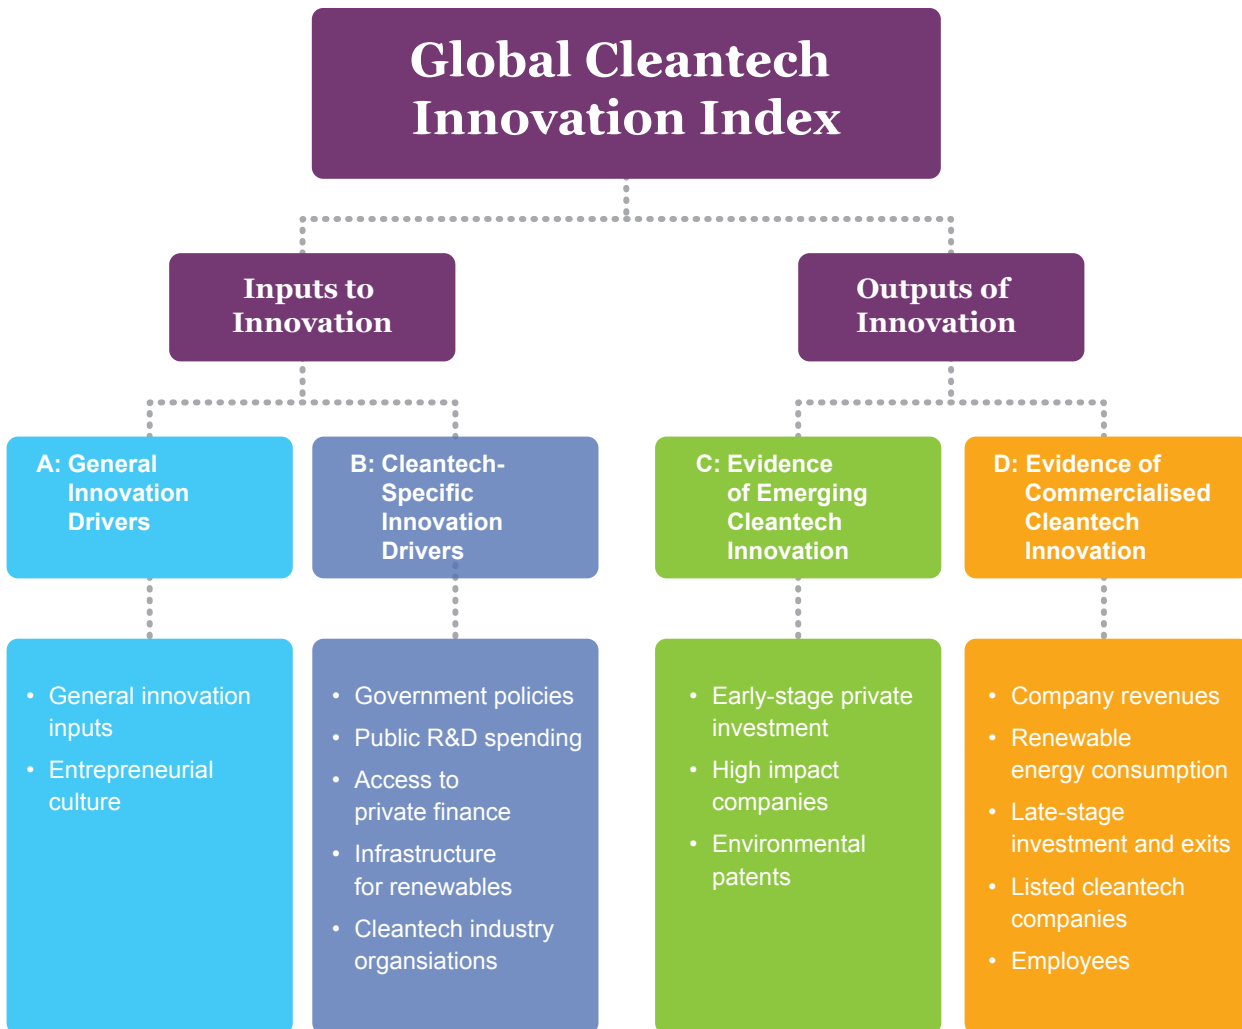 Global Cleantech
Innovation Index
Inputs to
Innovation
Outputs of
Innovation
A: General
Innovation
Drivers
B: Cleantech-
Specific
Innovation
Drivers
C: Evidence
of Emerging
Cleantech
Innovation
D: Evidence of
Commercialised
Cleantech
Innovation
• General innovation
inputs
• Entrepreneurial
culture
• Government policies
• Public R&D spending
• Access to
private finance
• Infrastructure
for renewables
• Cleantech industry
organsiations
• Early-stage private
investment
• High impact
companies
• Environmental
patents
• Company revenues
• Renewable
energy consumption
• Late-stage
investment and exits
• Listed cleantech
companies
• Employees